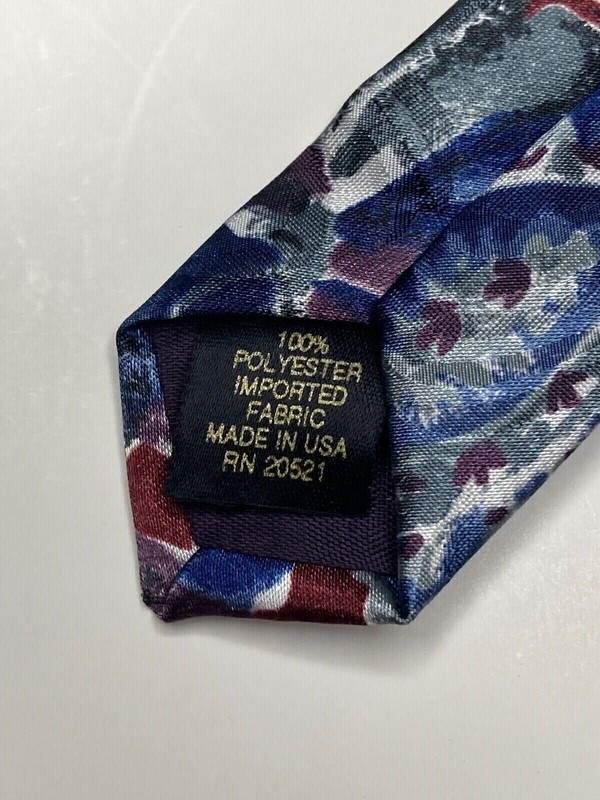 100%
POLYESTER
IMPORTED
FABRIC
MADE IN USA
RN 20521